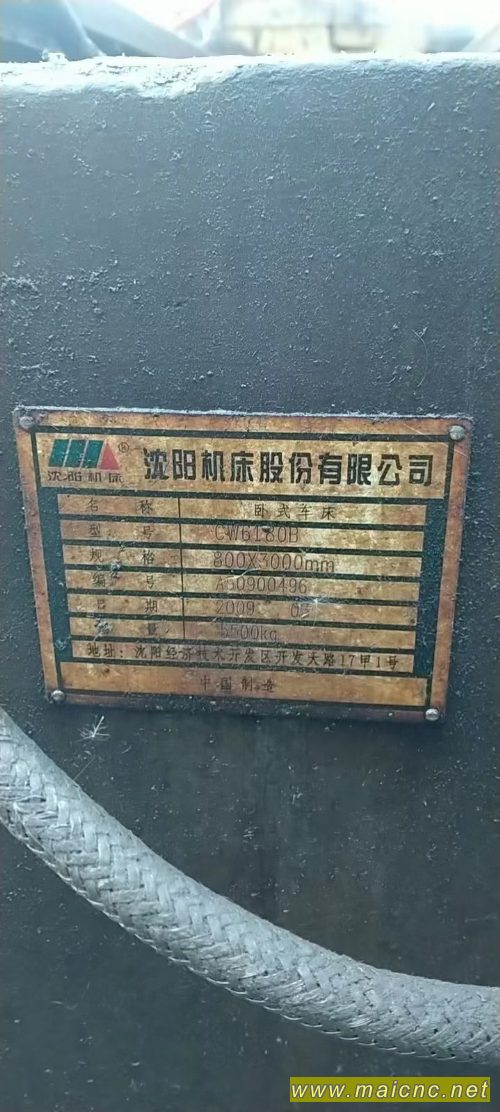 沈阳机床股份有限公司
沈阳机床 ®
名称 卧式车床
型号 CW6180B
规格 800X3000mm
编号 A50900496
日期 2009
量 5500kg
地址: 沈阳经济技术开发区开发大路17甲1号
中国制造
www.maicnc.net